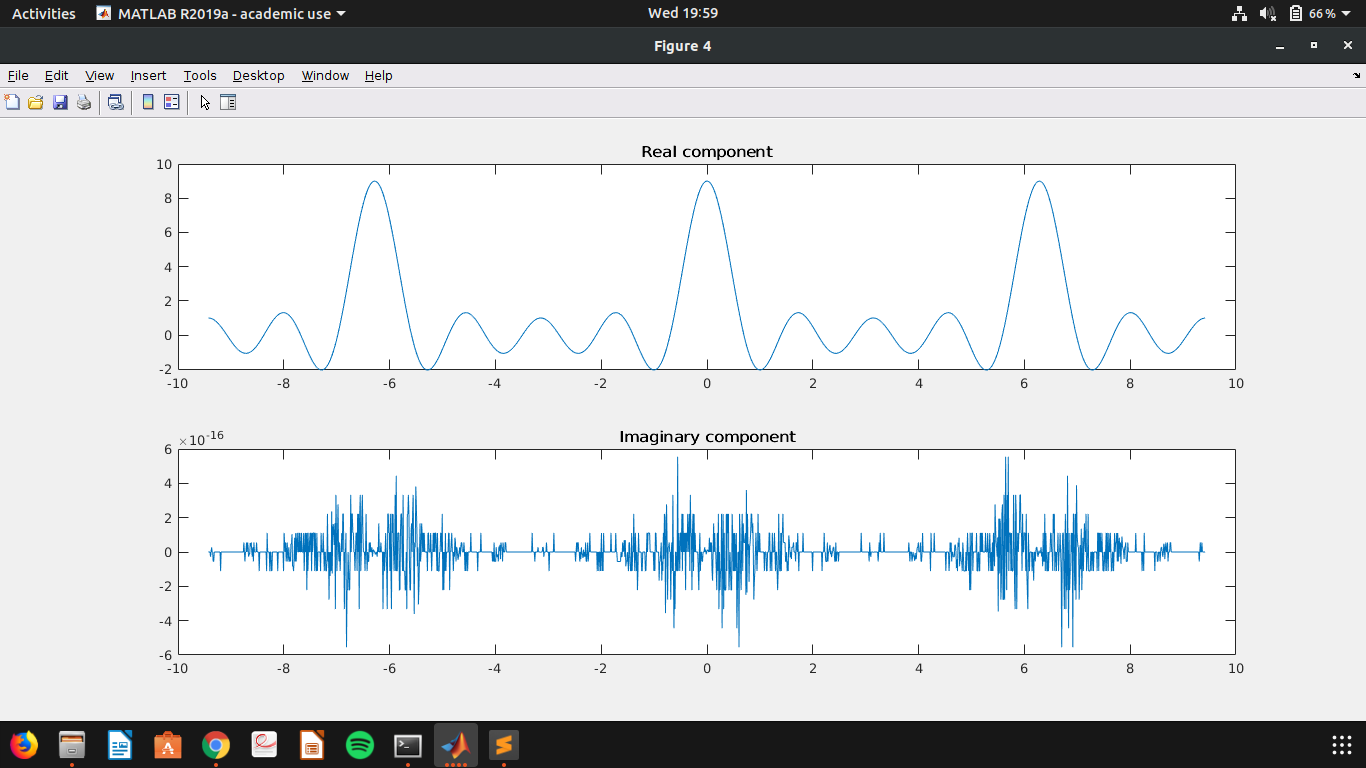 Activities MATLAB R2019a - academic use Wed 19:59 66 %
Figure 4
File Edit View Insert Tools Desktop Window Help
Real component
10
8
6
4
2
0
-2
-10 -8 -6 -4 -2 0 2 4 6 8 10
Imaginary component
×10-16
6
4
2
0
-2
-4
-6
-10 -8 -6 -4 -2 0 2 4 6 8 10